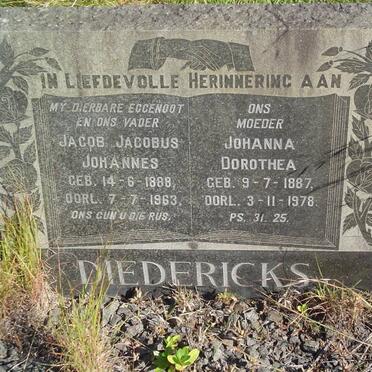 IN LIEFDEVOLLE HERINNERING AAN
MY DIERBARE EGGENOOT
EN ONS VADER
JACOB JACOBUS
JOHANNES
GEB. 14-6-1888,
OORL. 7-7-1963,
ONS GUN U DIE RUS,
ONS
MOEDER
JOHANNA
DOROTHEA
GEB. 9-7-1887,
OORL. 3-11-1978
PS. 31. 25.
DIEDERICKS